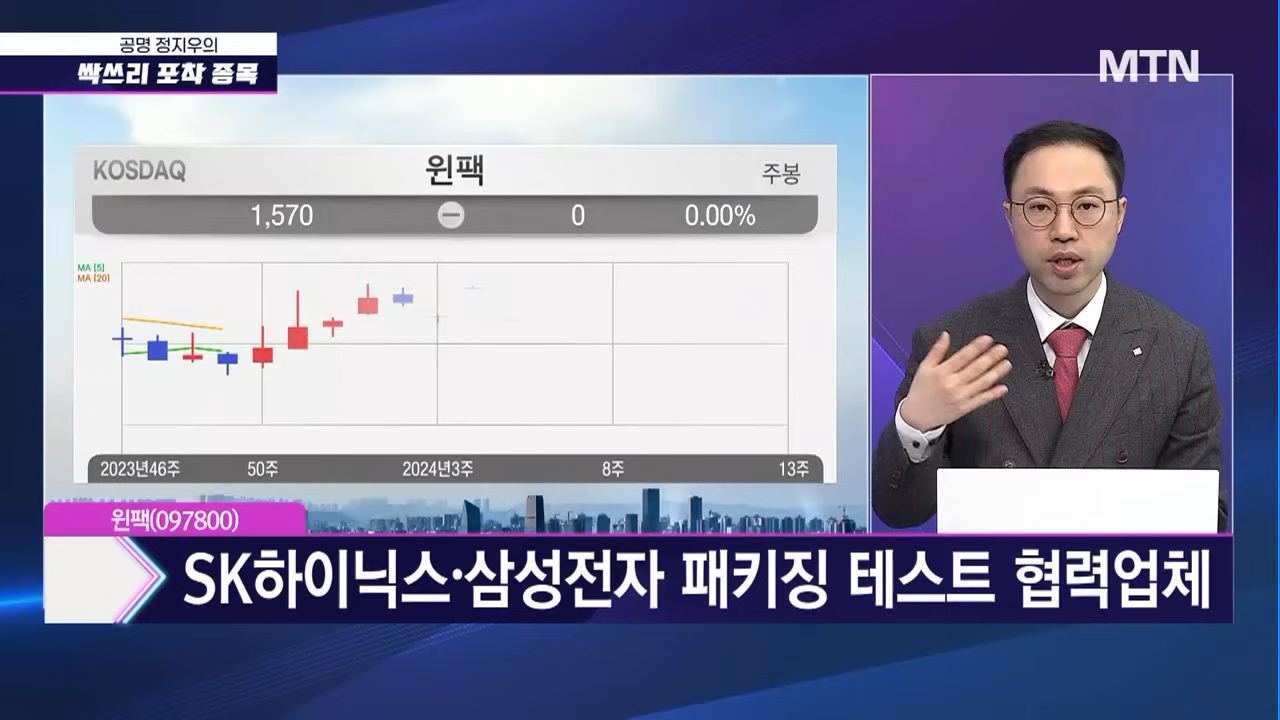 공명 정지우의
싹쓰리 포착 종목
MTN
KOSDAQ
윈팩
주봉
1,570
0
0.00%
MA [5]
MA [20]
2023년46주
50주
2024년3주
8주
13주
윈팩(097800)
SK하이닉스·삼성전자 패키징 테스트 협력업체